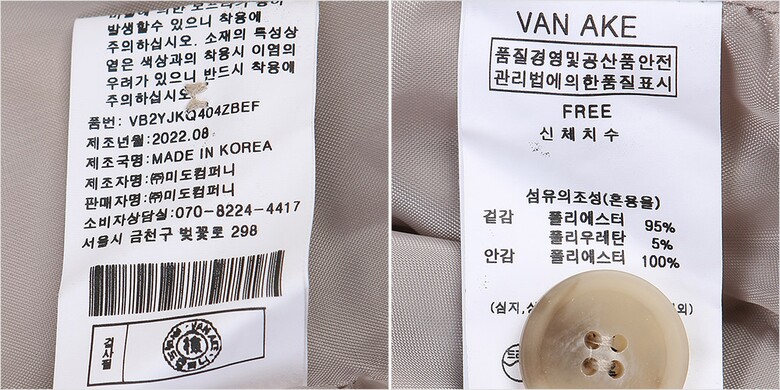 발생할수 있으니 착용에
주의하십시오. 소재의 특성상
옅은 색상과의 착용시 이염의
우려가 있으니 반드시 착용에
주의하십시오
품번: VB2YJKQ404ZBEF
제조년월:2022.08
제조국명:MADE IN KOREA
제조자명:㈜미도컴퍼니
판매자명:㈜미도컴퍼니
소비자상담실:070-8224-4417
서울시 금천구 벚꽃로 298
검사필
VAN AKE
VAN AKE
품질경영및공산품안전
관리법에의한품질표시
FREE
신체치수
섬유의조성(혼용율)
겉감 폴리에스터 95%
폴리우레탄 5%
안감 폴리에스터 100%
(심지,
외)
드라